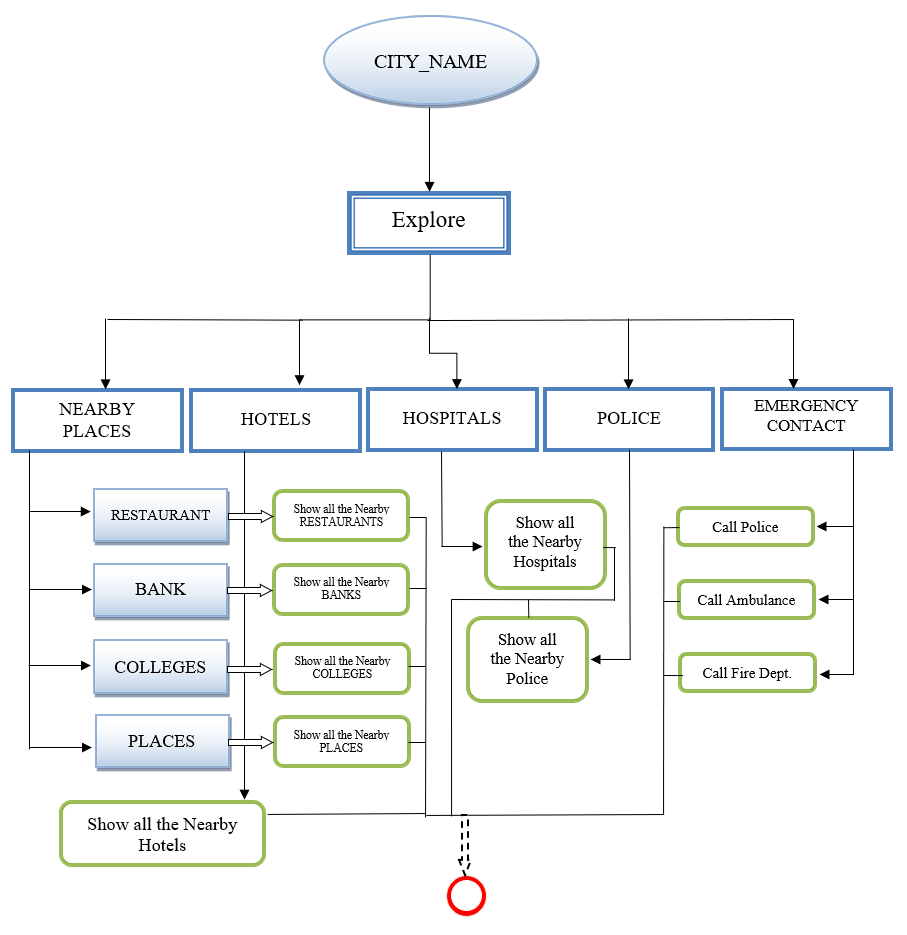 CITY_NAME
Explore
NEARBY
PLACES
HOTELS
HOSPITALS
POLICE
EMERGENCY
CONTACT
RESTAURANT
Show all the Nearby
RESTAURANTS
Show all
the Nearby
Hospitals
Call Police
BANK
Show all the Nearby
BANKS
Call Ambulance
COLLEGES
Show all the Nearby
COLLEGES
Show all
the Nearby
Police
Call Fire Dept.
PLACES
Show all the Nearby
PLACES
Show all the Nearby
Hotels